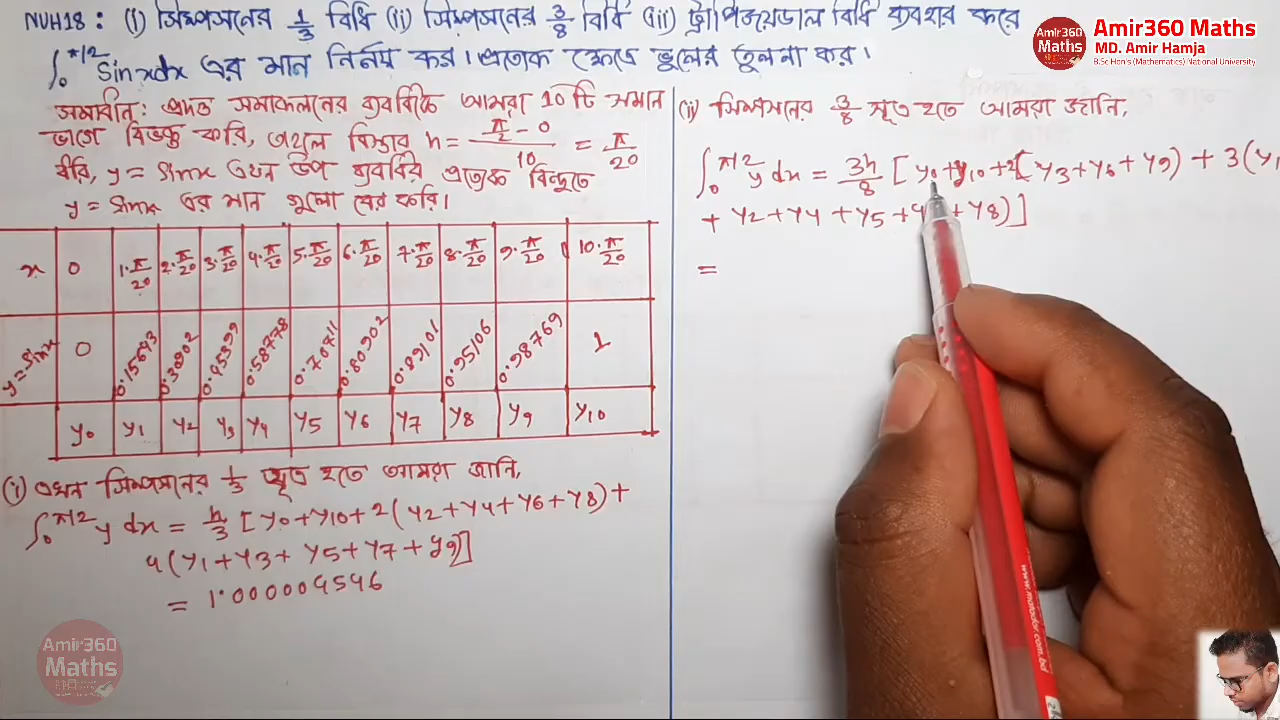 NUH18: (i) সিম্পসনের 1/3 বিধি (ii) সিম্পসনের 3/8 বিধি (iii) ট্রাপিজয়েডাল বিধি ব্যবহার করে
∫₀^π/2 Sinxdx এর মান নির্নয় কর। প্রত্যেক ক্ষেত্রে ভুলের তুলনা কর।
Amir360 Maths
MD. Amir Hamja
B.Sc Hon's (Mathematics) National University
সমাধান: প্রদত্ত সমাকলনের ব্যবধিকে আমরা 10 টি সমান
ভাগে বিভক্ত করি, তাহলে বিস্তার h = (π/2 - 0)/10 = π/20
ধরি, y = sinx এখন উপ ব্যবধির প্রত্যেক বিন্দুতে
y = sinx এর মান গুলো বের করি।
x 0 1·π/20 2·π/20 3·π/20 4·π/20 5·π/20 6·π/20 7·π/20 8·π/20 9·π/20 10·π/20
y = sinx 0 0.15643 0.30902 0.45399 0.58778 0.70711 0.80902 0.89101 0.95106 0.98769 1
y₀ y₁ y₂ y₃ y₄ y₅ y₆ y₇ y₈ y₉ y₁₀
(i) এখন সিম্পসনের 1/3 সূত্র হতে আমরা জানি,
∫₀^π/2 y dx = h/3 [y₀+y₁₀+2(y₂+y₄+y₆+y₈)+
4(y₁+y₃+y₅+y₇+y₉)]
= 1.000004546
(ii) সিম্পসনের 3/8 সূত্র হতে আমরা জানি,
∫₀^π/2 y dx = 3h/8 [y₀+y₁₀+2(y₃+y₆+y₉)+3(y₁
+y₂+y₄+y₅+ +y₈)]
=
Amir360
Maths